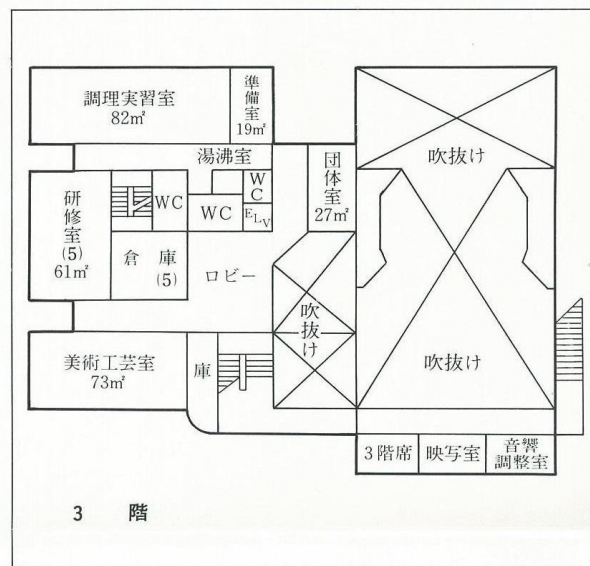 調理実習室
82㎡
準備室
19㎡
湯沸室
団体室
27㎡
吹抜け
研修室
(5)
61㎡
WC
WC
WC
ELV
倉庫
(5)
ロビー
吹抜け
吹抜け
美術工芸室
73㎡
庫
3階席
映写室
音響
調整室
3 階